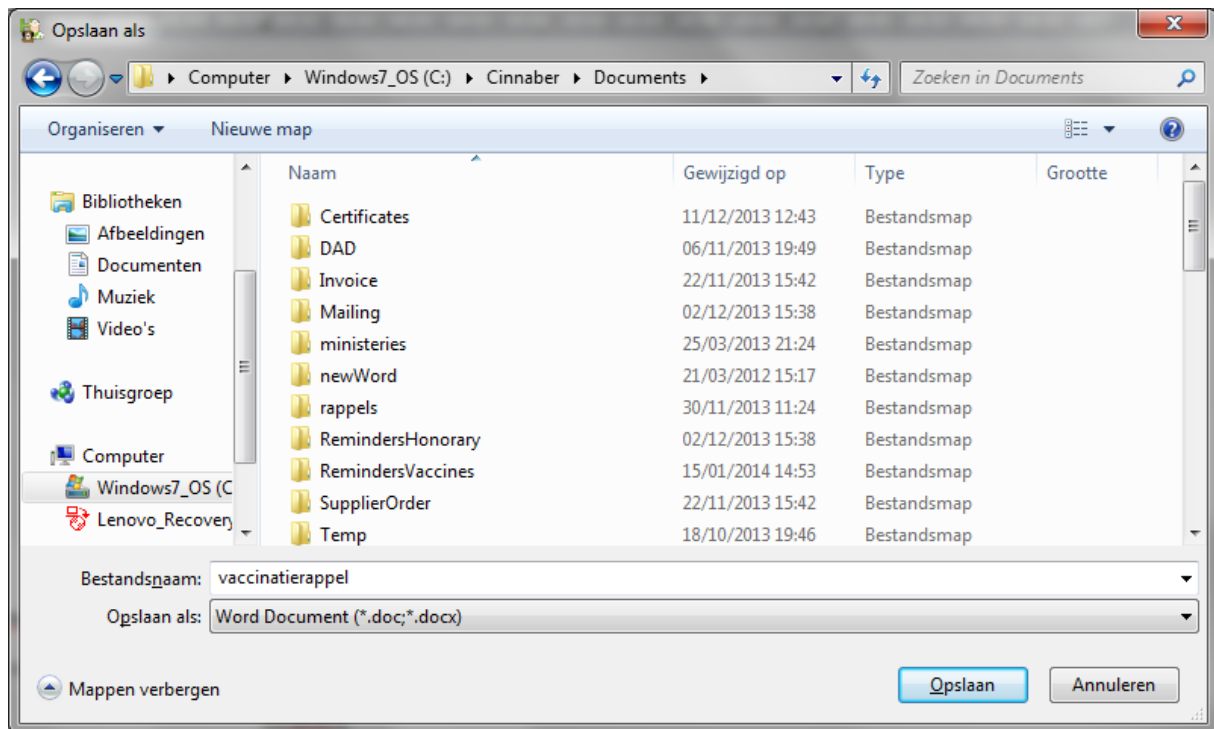 Opslaan als
Computer Windows7_OS (C:) Cinnaber Documents Zoeken in Documents
Organiseren Nieuwe map
Naam Gewijzigd op Type Grootte
Bibliotheken
Afbeeldingen
Documenten
Muziek
Video's
Thuisgroep
Computer
Windows7_OS (C
Lenovo_Recovery
Certificates 11/12/2013 12:43 Bestandsmap
DAD 06/11/2013 19:49 Bestandsmap
Invoice 22/11/2013 15:42 Bestandsmap
Mailing 02/12/2013 15:38 Bestandsmap
ministeries 25/03/2013 21:24 Bestandsmap
newWord 21/03/2012 15:17 Bestandsmap
rappels 30/11/2013 11:24 Bestandsmap
RemindersHonorary 02/12/2013 15:38 Bestandsmap
RemindersVaccines 15/01/2014 14:53 Bestandsmap
SupplierOrder 22/11/2013 15:42 Bestandsmap
Temp 18/10/2013 19:46 Bestandsmap
Bestandsnaam: vaccinatierappel
Opslaan als: Word Document (*.doc;*.docx)
Mappen verbergen Opslaan Annuleren